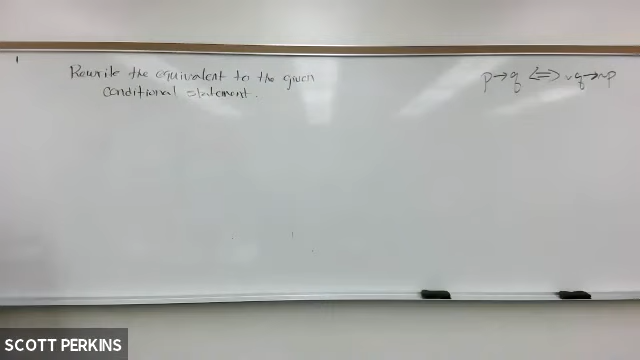 Rewrite the equivalent to the given
conditional statement.
p→q ⟺ ~q→~p
SCOTT PERKINS